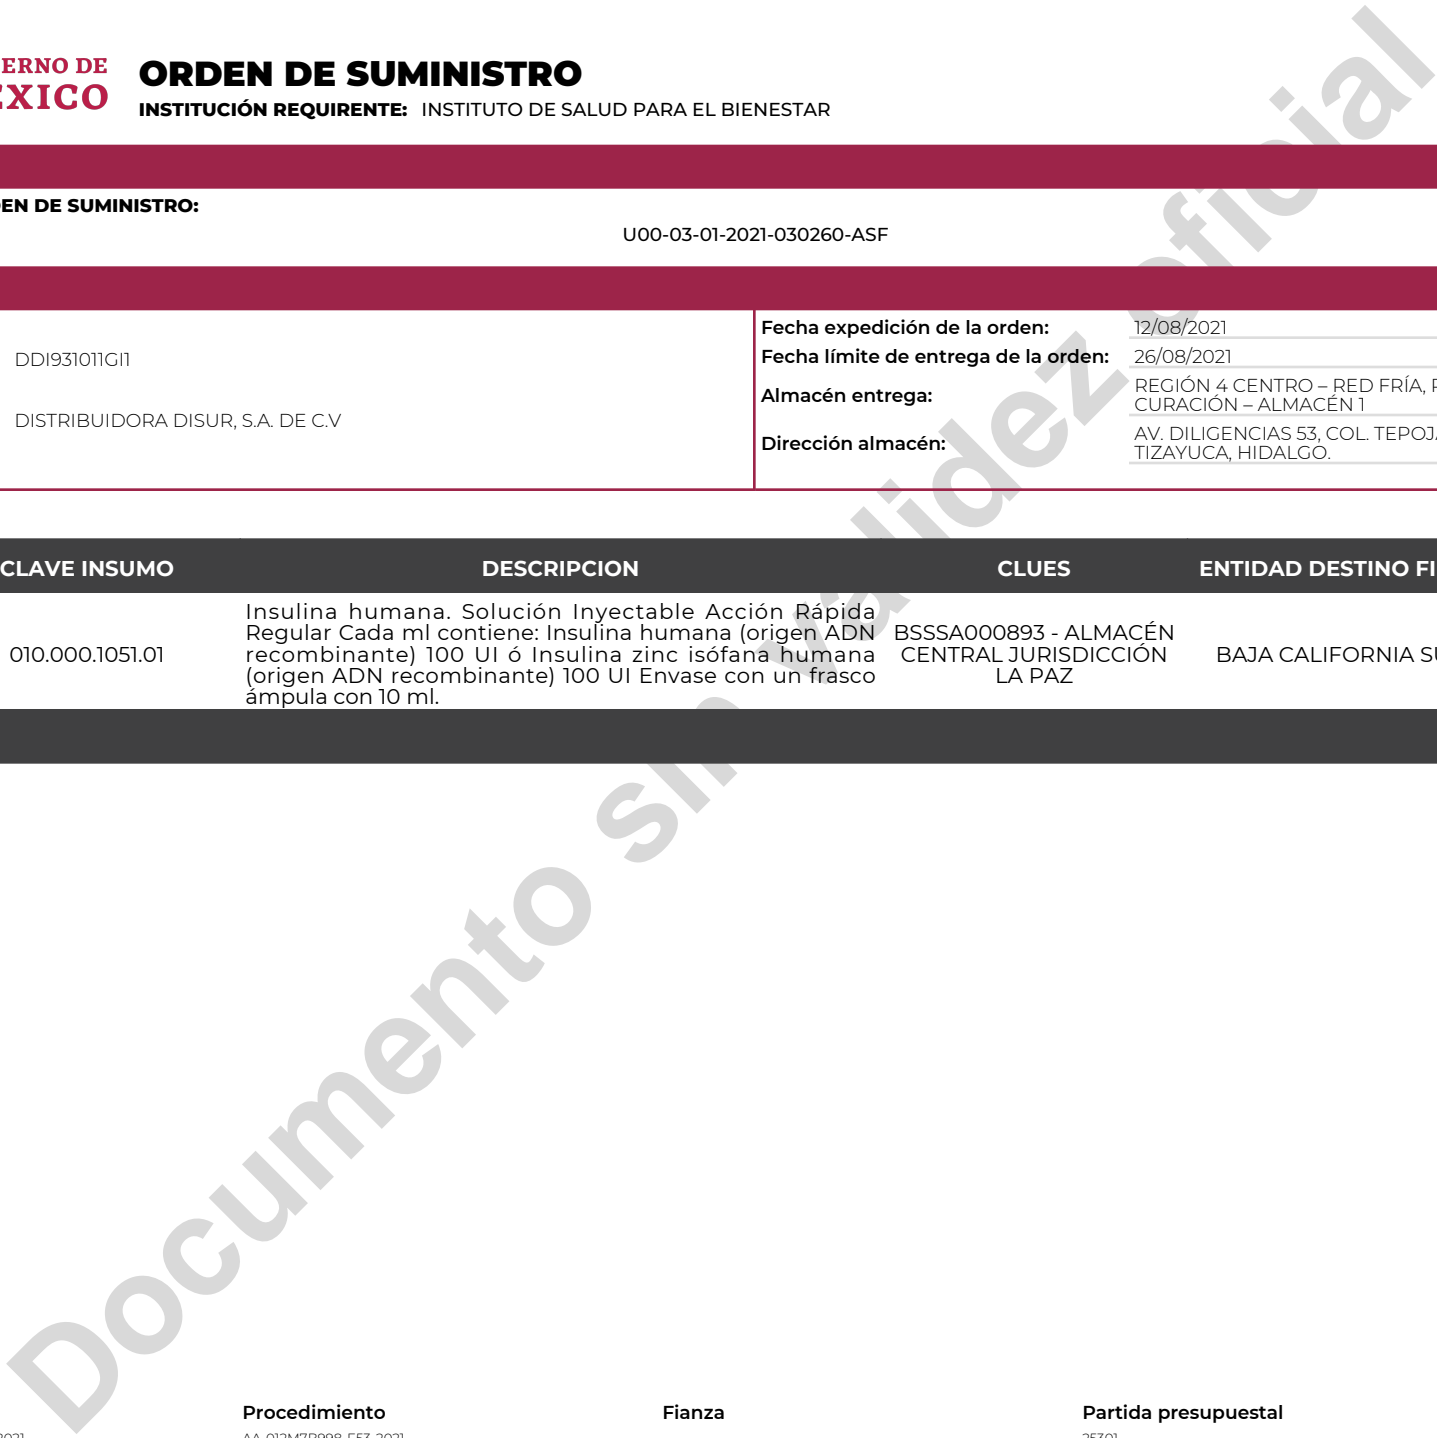 ERNO DE
EXICO
ORDEN DE SUMINISTRO
INSTITUCIÓN REQUIRENTE: INSTITUTO DE SALUD PARA EL BIENESTAR
EN DE SUMINISTRO:
U00-03-01-2021-030260-ASF
DDI931011GI1
DISTRIBUIDORA DISUR, S.A. DE C.V
Fecha expedición de la orden: 12/08/2021
Fecha límite de entrega de la orden: 26/08/2021
Almacén entrega: REGIÓN 4 CENTRO – RED FRÍA,
CURACIÓN – ALMACÉN 1
Dirección almacén: AV. DILIGENCIAS 53, COL. TEPOJA
TIZAYUCA, HIDALGO.
CLAVE INSUMO DESCRIPCION CLUES ENTIDAD DESTINO FI
010.000.1051.01
Insulina humana. Solución Inyectable Acción Rápida
Regular Cada ml contiene: Insulina humana (origen ADN
recombinante) 100 UI ó Insulina zinc isófana humana
(origen ADN recombinante) 100 UI Envase con un frasco
ámpula con 10 ml.
BSSSA000893 - ALMACÉN
CENTRAL JURISDICCIÓN
LA PAZ
BAJA CALIFORNIA SU
Documento sin validez oficial
Procedimiento Fianza Partida presupuestal